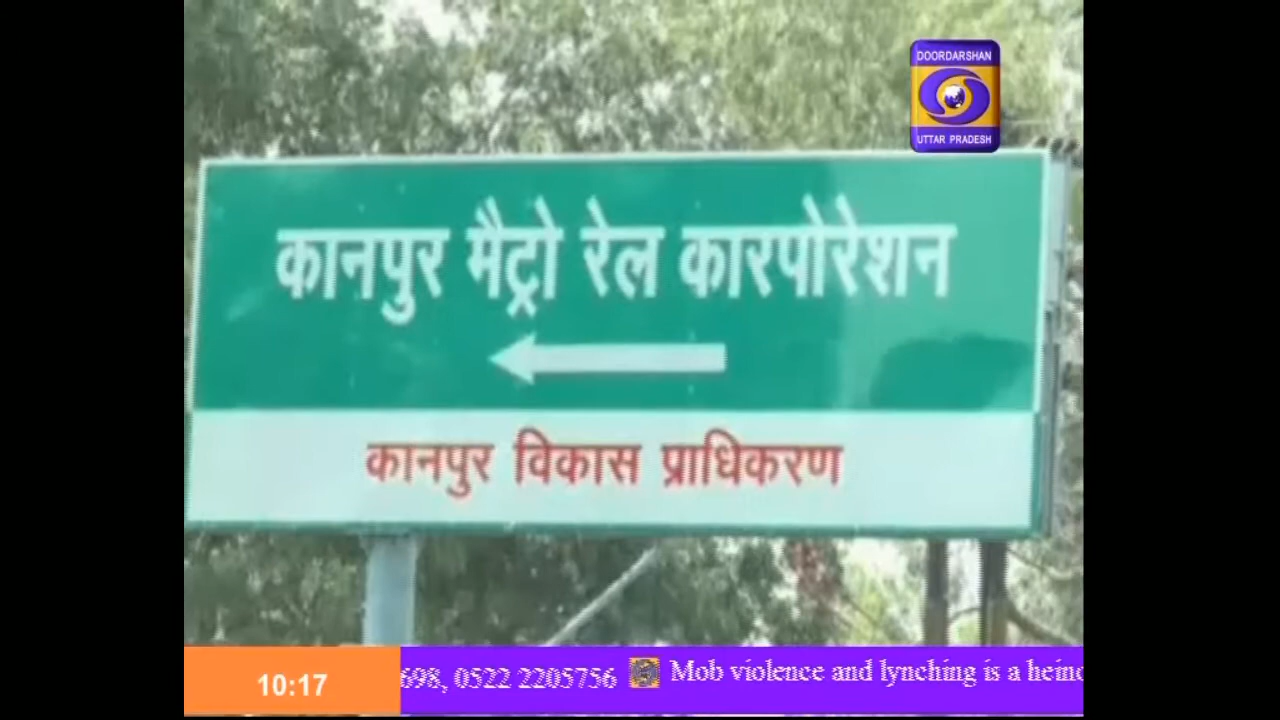 DOORDARSHAN
UTTAR PRADESH
कानपुर मैट्रो रेल कारपोरेशन
कानपुर विकास प्राधिकरण
10:17
698, 0522 2205756 Mob violence and lynching is a